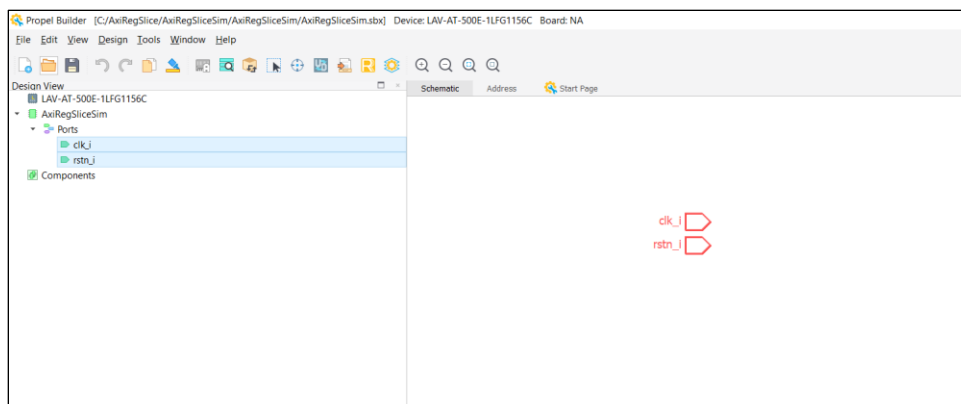 Propel Builder [C:/AxiRegSlice/AxiRegSliceSim/AxiRegSliceSim/AxiRegSliceSim.sbx] Device: LAV-AT-500E-1LFG1156C Board: NA
File Edit View Design Tools Window Help
Design View
LAV-AT-500E-1LFG1156C
AxiRegSliceSim
Ports
clk_i
rstn_i
Components
Schematic Address Start Page
clk_i
rstn_i